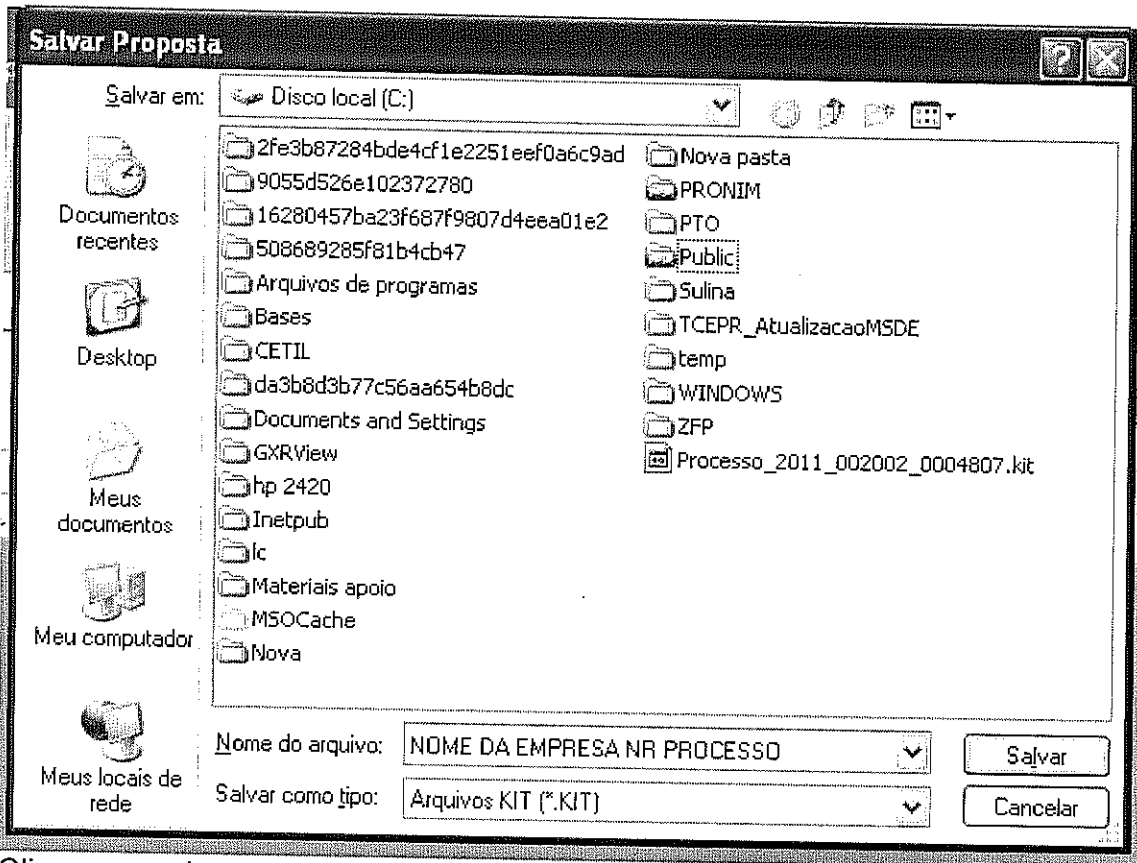 Salvar Proposta
Salvar em: Disco local (C:)
Documentos recentes
Desktop
Meus documentos
Meu computador
Meus locais de rede
2fe3b87284bde4cf1e2251eef0a6c9ad
9055d526e102372780
16280457ba23f687f9807d4eea01e2
508689285f81b4cb47
Arquivos de programas
Bases
CETIL
da3b8d3b77c56aa654b8dc
Documents and Settings
GXRView
hp 2420
Inetpub
lc
Materiais apoio
MSOCache
Nova
Nova pasta
PRONIM
PTO
Public
Sulina
TCEPR_AtualizacaoMSDE
temp
WINDOWS
ZFP
Processo_2011_002002_0004807.kit
Nome do arquivo: NOME DA EMPRESA NR PROCESSO
Salvar
Salvar como tipo: Arquivos KIT (*.KIT)
Cancelar